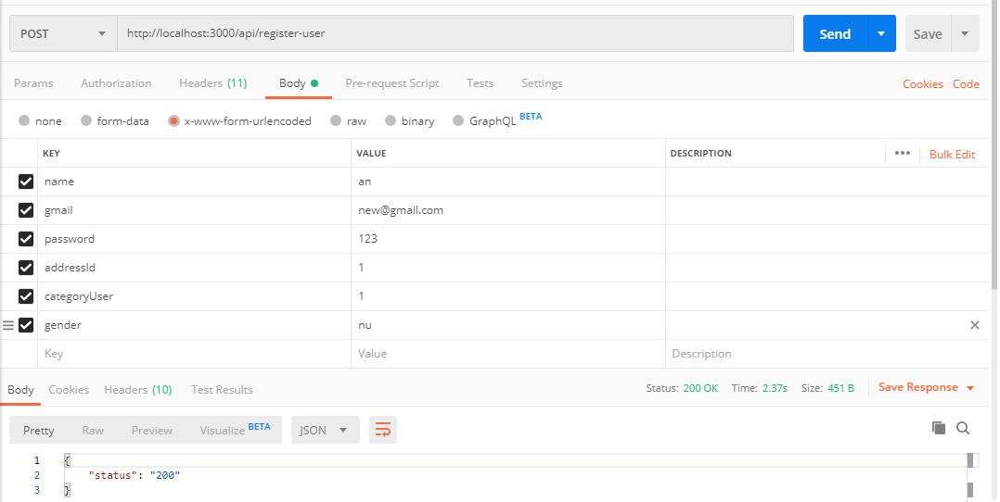 POST http://localhost:3000/api/register-user Send Save
Params Authorization Headers (11) Body Pre-request Script Tests Settings Cookies Code
none form-data x-www-form-urlencoded raw binary GraphQL BETA
KEY VALUE DESCRIPTION ••• Bulk Edit
name an
gmail new@gmail.com
password 123
addressId 1
categoryUser 1
gender nu
Key Value Description
Body Cookies Headers (10) Test Results Status: 200 OK Time: 2.37s Size: 451 B Save Response
Pretty Raw Preview Visualize BETA JSON
1 {
2 "status": "200"
3 }